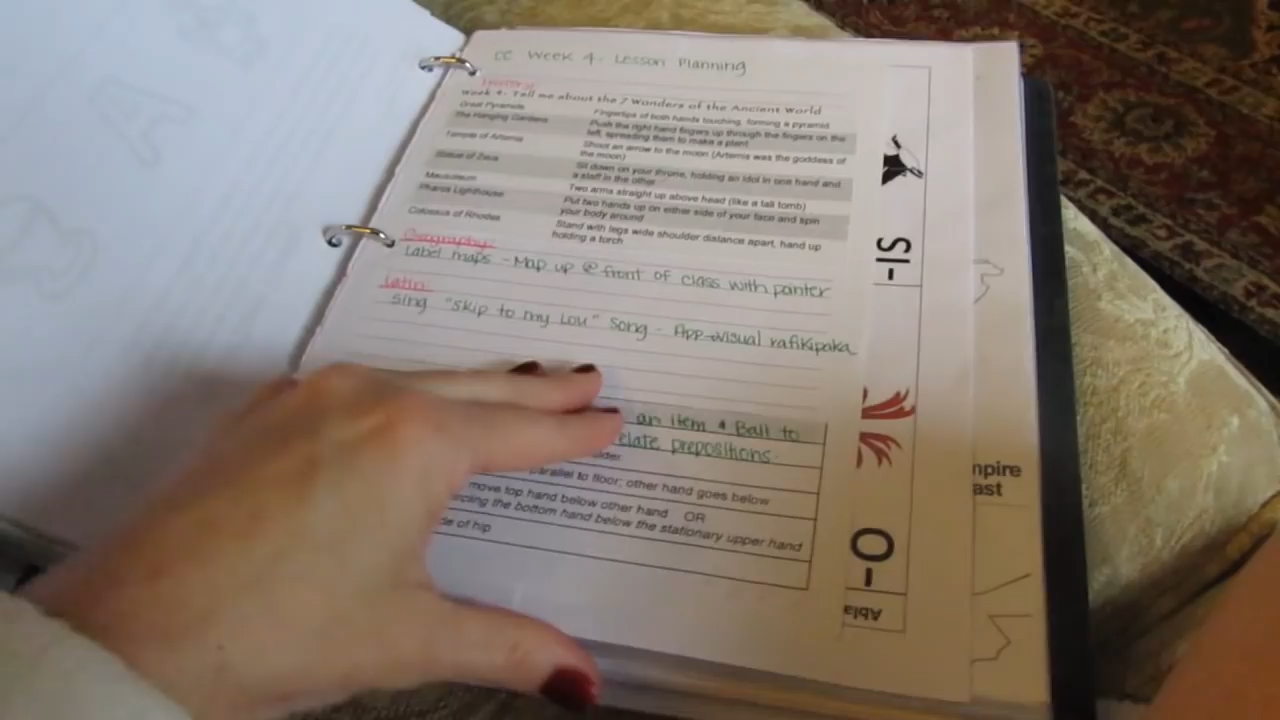 CC Week 4 - Lesson Planning
History:
Week 4: Tell me about the 7 Wonders of the Ancient World
Great Pyramids Fingertips of both hands touching, forming a pyramid
The Hanging Gardens Push the right hand fingers up through the fingers on the
left, spreading them to make a plant
Temple of Artemis Shoot an arrow to the moon (Artemis was the goddess of
the moon)
Statue of Zeus Sit down on your throne, holding an idol in one hand and
a staff in the other
Mausoleum Two arms straight up above head (like a tall tomb)
Pharos Lighthouse Put two hands up on either side of your face and spin
your body around
Colossus of Rhodes Stand with legs wide shoulder distance apart, hand up
holding a torch
Geography:
Label maps - Map up @ front of class with pointer
Latin:
Sing "Skip to my Lou" Song - App-visual rafikipaka
an item & Ball to
elate prepositions.
lder
parallel to floor; other hand goes below
move top hand below other hand OR
ircling the bottom hand below the stationary upper hand
de of hip
-IS
-O
Abla
mpire
ast